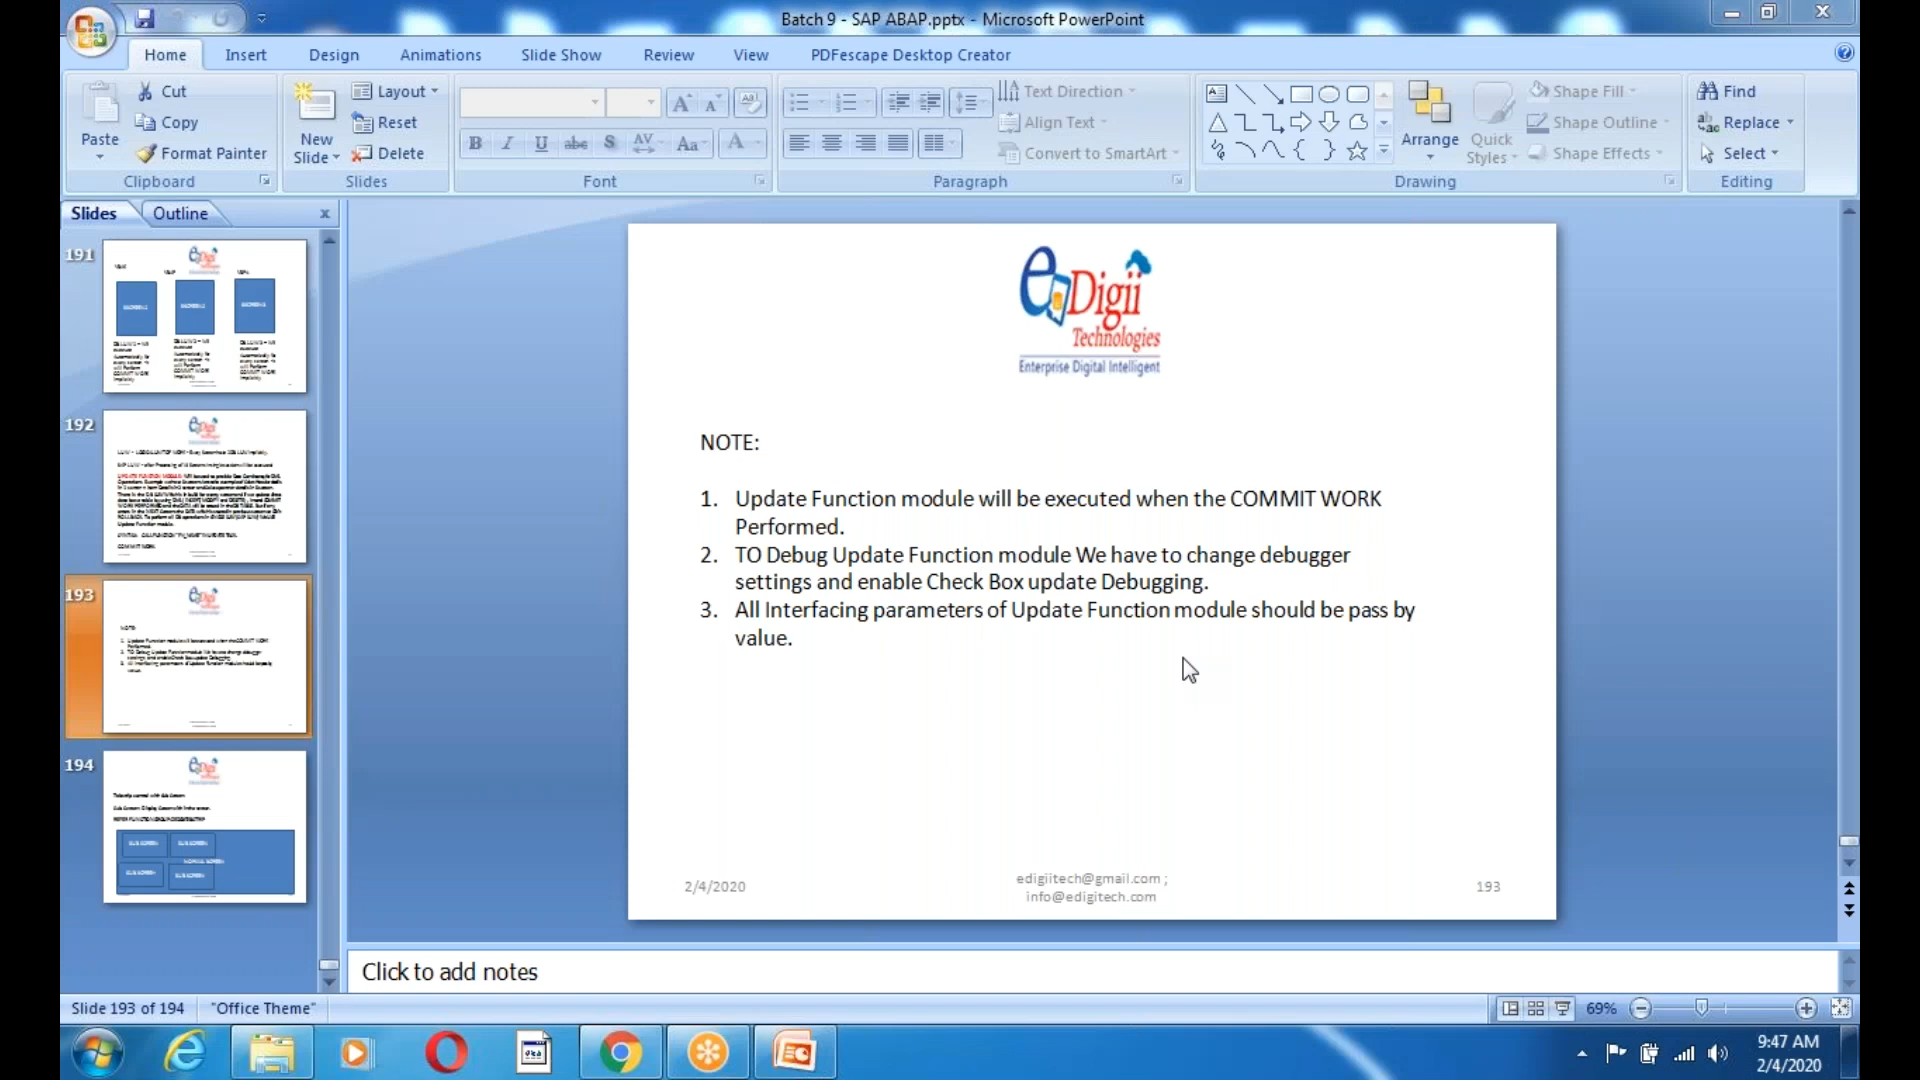 Batch 9 - SAP ABAP.pptx - Microsoft PowerPoint
Home Insert Design Animations Slide Show Review View PDFescape Desktop Creator
Paste
Cut
Copy
Format Painter
Clipboard
New Slide
Layout
Reset
Delete
Slides
B I U abc S AV Aa A
Font
Text Direction
Align Text
Convert to SmartArt
Paragraph
Arrange
Quick Styles
Shape Fill
Shape Outline
Shape Effects
Drawing
Find
Replace
Select
Editing
Slides Outline x
191
192
193
194
eDigii
Technologies
Enterprise Digital Intelligent
NOTE:
1. Update Function module will be executed when the COMMIT WORK
Performed.
2. TO Debug Update Function module We have to change debugger
settings and enable Check Box update Debugging.
3. All Interfacing parameters of Update Function module should be pass by
value.
2/4/2020
edigiitech@gmail.com ;
info@edigitech.com
193
Click to add notes
Slide 193 of 194 "Office Theme" 69%
9:47 AM
2/4/2020